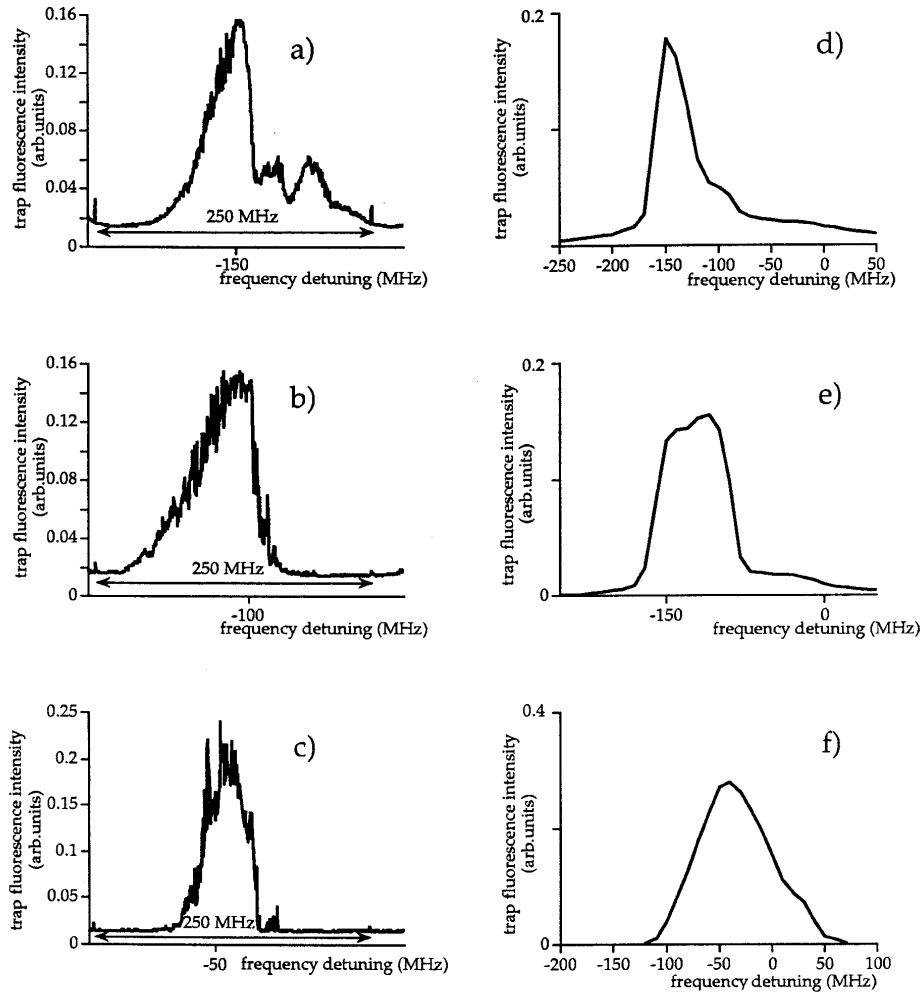 a)
trap fluorescence intensity
(arb.units)
0.16
0.12
0.08
0.04
0
250 MHz
-150
frequency detuning (MHz)
d)
trap fluorescence intensity
(arb.units)
0.2
0
-250 -200 -150 -100 -50 0 50
frequency detuning (MHz)
b)
trap fluorescence intensity
(arb.units)
0.16
0.12
0.08
0.04
0
250 MHz
-100
frequency detuning (MHz)
e)
trap fluorescence intensity
(arb.units)
0.2
0
-150 0
frequency detuning (MHz)
c)
trap fluorescence intensity
(arb.units)
0.25
0.2
0.15
0.1
0.05
0
250 MHz
-50 frequency detuning (MHz)
f)
trap fluorescence intensity
(arb.units)
0.4
0
-200 -150 -100 -50 0 50 100
frequency detuning (MHz)